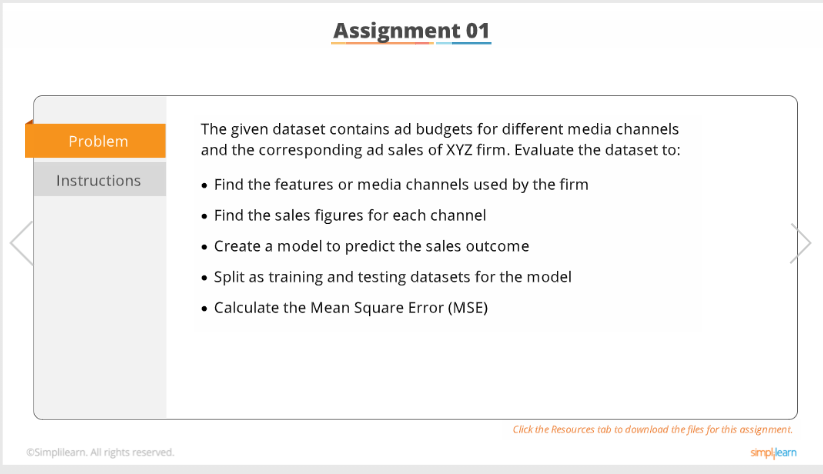 Assignment 01
Problem
Instructions
The given dataset contains ad budgets for different media channels
and the corresponding ad sales of XYZ firm. Evaluate the dataset to:
• Find the features or media channels used by the firm
• Find the sales figures for each channel
• Create a model to predict the sales outcome
• Split as training and testing datasets for the model
• Calculate the Mean Square Error (MSE)
Click the Resources tab to download the files for this assignment.
©Simplilearn. All rights reserved.
simplilearn